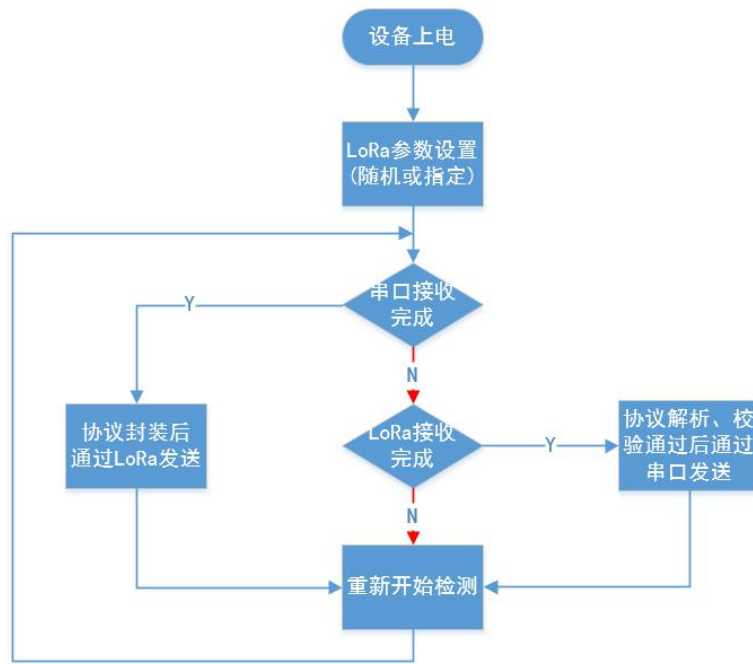 设备上电
LoRa参数设置
(随机或指定)
串口接收
完成
Y
N
协议封装后
通过LoRa发送
LoRa接收
完成
Y
协议解析、校
验通过后通过
串口发送
N
重新开始检测